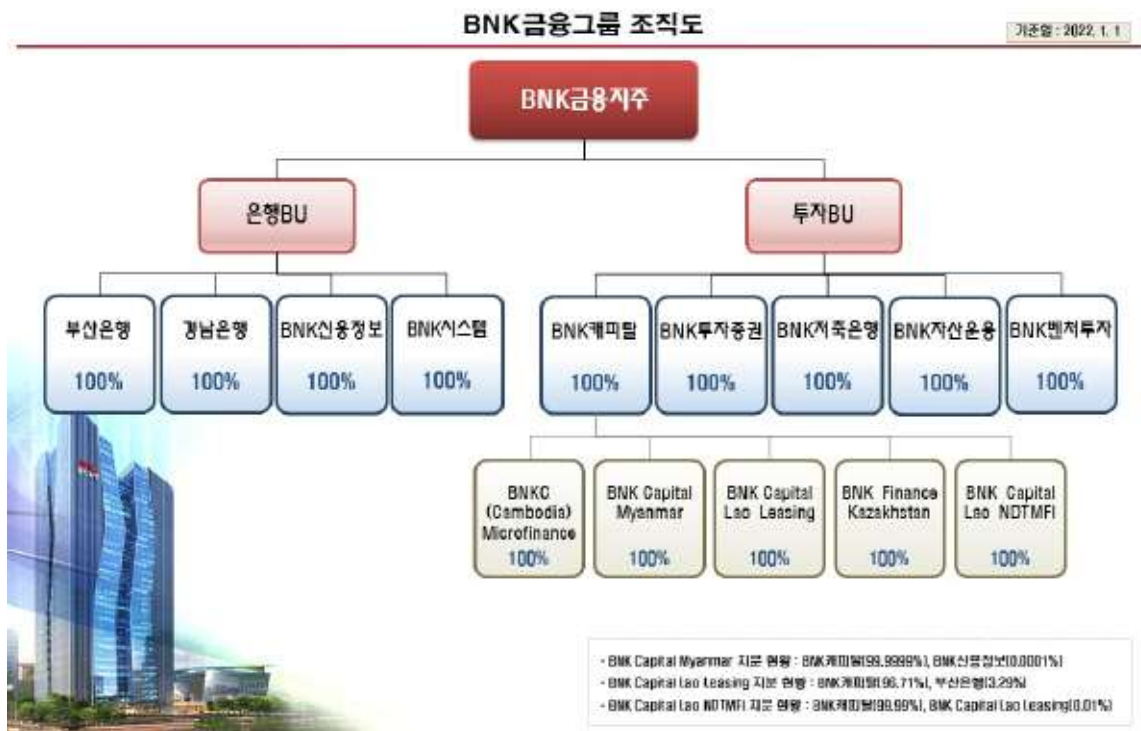 BNK금융그룹 조직도
기준일 : 2022. 1. 1
BNK금융지주
은행BU
투자BU
부산은행
100%
경남은행
100%
BNK신용정보
100%
BNK시스템
100%
BNK캐피탈
100%
BNK투자증권
100%
BNK저축은행
100%
BNK자산운용
100%
BNK벤처투자
100%
BNKC
(Cambodia)
Microfinance
100%
BNK Capital
Myanmar
100%
BNK Capital
Lao Leasing
100%
BNK Finance
Kazakhstan
100%
BNK Capital
Lao NDTMFI
100%
- BNK Capital Myanmar 지분 현황 : BNK캐피탈(99.9999%), BNK신용정보(0.0001%)
- BNK Capital Lao Leasing 지분 현황 : BNK캐피탈(96.71%), 부산은행(3.29%)
- BNK Capital Lao NDTMFI 지분 현황 : BNK캐피탈(99.99%), BNK Capital Lao Leasing(0.01%)